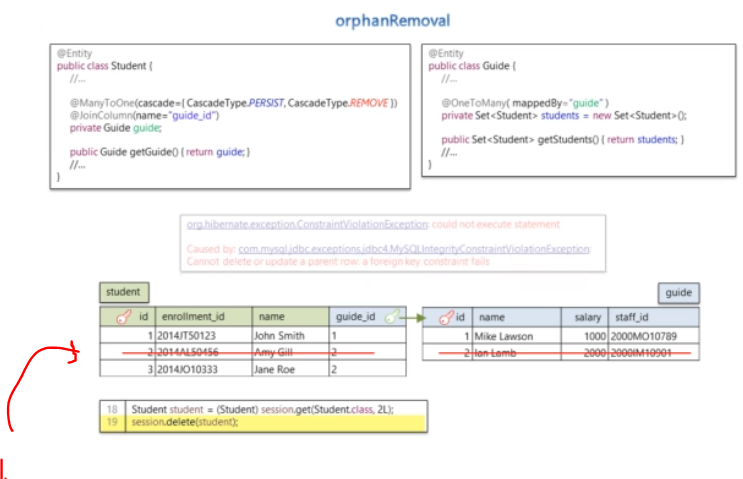 orphanRemoval
@Entity
public class Student {
//...
@ManyToOne(cascade={ CascadeType.PERSIST, CascadeType.REMOVE })
@JoinColumn(name="guide_id")
private Guide guide;
public Guide getGuide() { return guide; }
//...
}
@Entity
public class Guide {
//...
@OneToMany( mappedBy="guide" )
private Set<Student> students = new Set<Student>();
public Set<Student> getStudents() { return students; }
//...
}
org.hibernate.exception.ConstraintViolationException: could not execute statement
Caused by: com.mysql.jdbc.exceptions.jdbc4.MySQLIntegrityConstraintViolationException:
Cannot delete or update a parent row: a foreign key constraint fails
student
id enrollment_id name guide_id
1 2014JT50123 John Smith 1
2 2014AL50456 Amy Gill 2
3 2014JO10333 Jane Roe 2
guide
id name salary staff_id
1 Mike Lawson 1000 2000MO10789
2 Ian Lamb 2000 2000IM10901
18 Student student = (Student) session.get(Student.class, 2L);
19 session.delete(student);